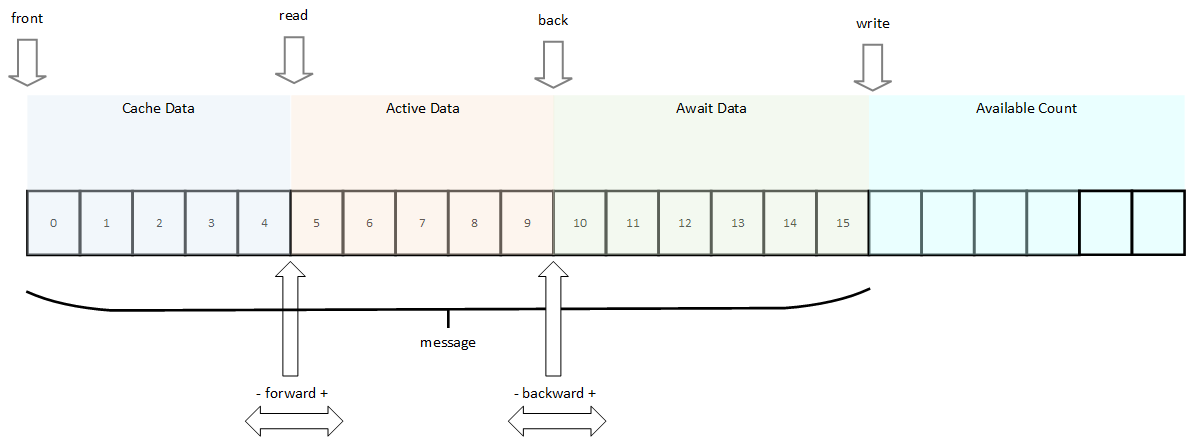 front
read
back
write
Cache Data
Active Data
Await Data
Available Count
0 1 2 3 4 5 6 7 8 9 10 11 12 13 14 15
message
- forward +
- backward +